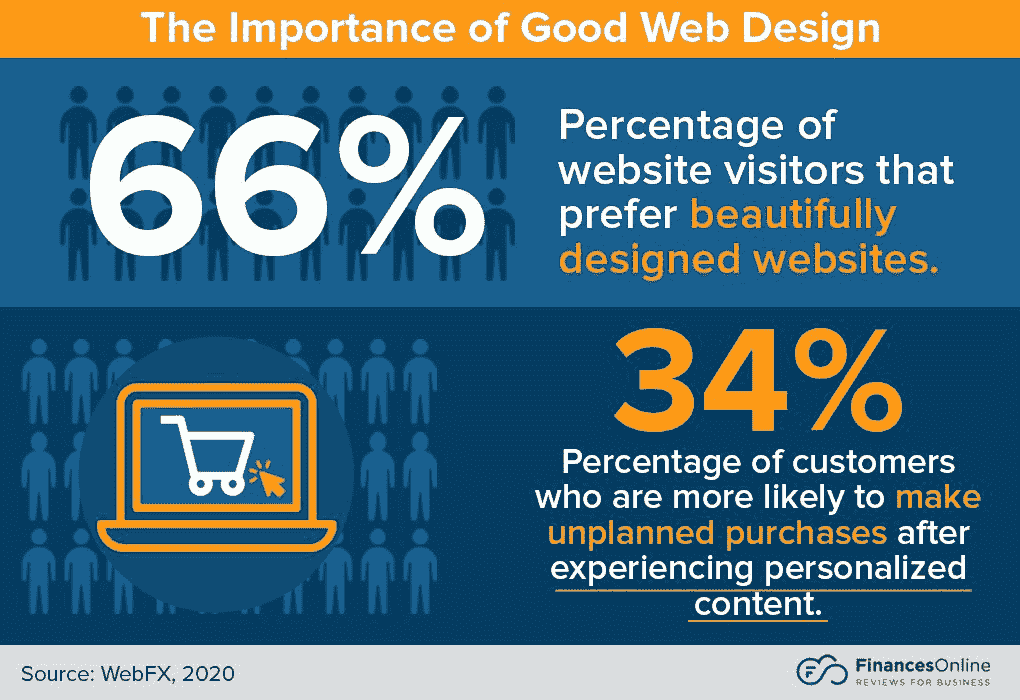 The Importance of Good Web Design
66%
Percentage of
website visitors that
prefer beautifully
designed websites.
34%
Percentage of customers
who are more likely to make
unplanned purchases after
experiencing personalized
content.
Source: WebFX, 2020
FinancesOnline
REVIEWS FOR BUSINESS